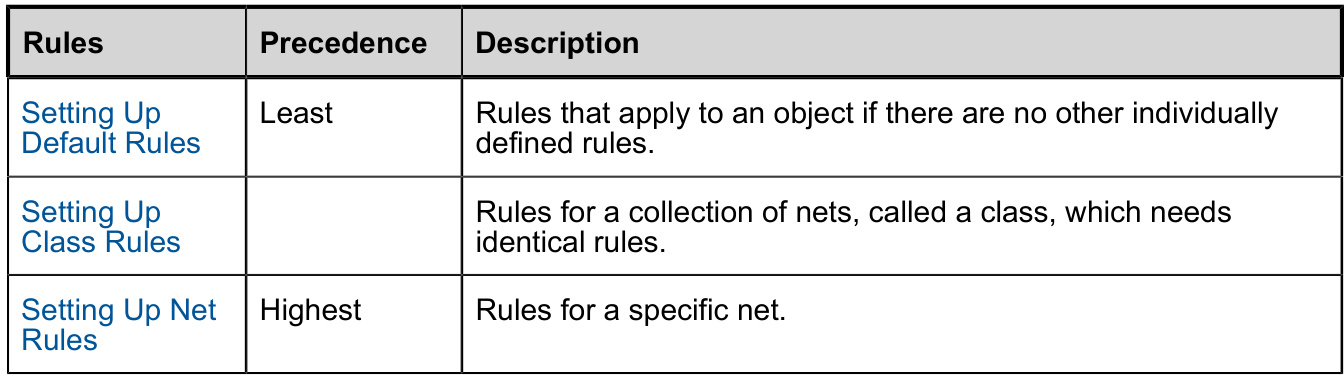 Rules Precedence Description
Setting Up Least Rules that apply to an object if there are no other individually
Default Rules defined rules.
Setting Up Rules for a collection of nets, called a class, which needs
Class Rules identical rules.
Setting Up Net Highest Rules for a specific net.
Rules